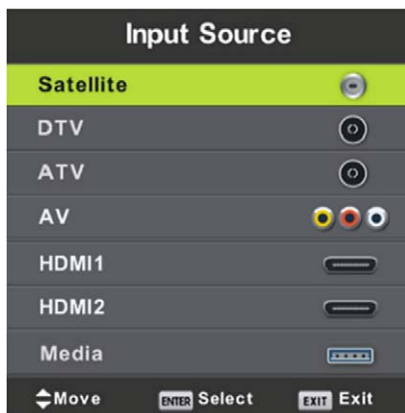 Input Source
Satellite
DTV
ATV
AV
HDMI1
HDMI2
Media
Move ENTER Select EXIT Exit